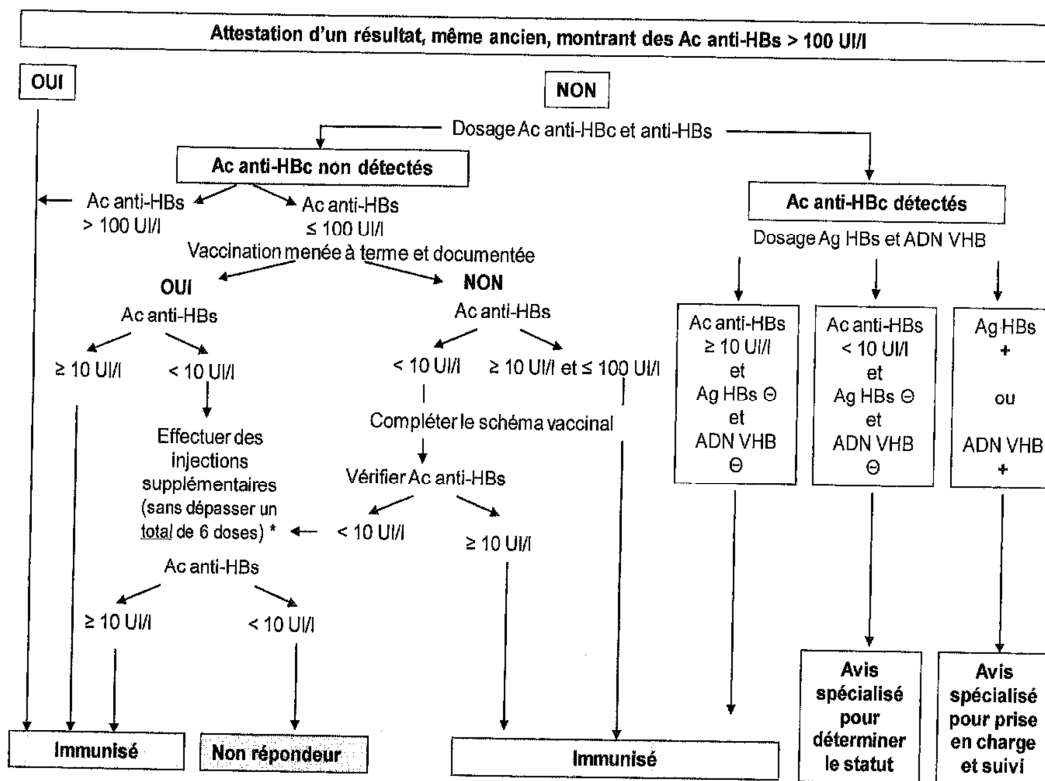 Attestation d'un résultat, même ancien, montrant des Ac anti-HBs > 100 UI/l
OUI
NON
Dosage Ac anti-HBc et anti-HBs
Ac anti-HBc non détectés
Ac anti-HBs
> 100 UI/l
Ac anti-HBs
≤ 100 UI/l
Vaccination menée à terme et documentée
OUI
Ac anti-HBs
≥ 10 UI/l
< 10 UI/l
Effectuer des
injections
supplémentaires
(sans dépasser un
total de 6 doses) *
Ac anti-HBs
≥ 10 UI/l
< 10 UI/l
NON
Ac anti-HBs
< 10 UI/l
≥ 10 UI/l et ≤ 100 UI/l
Compléter le schéma vaccinal
Vérifier Ac anti-HBs
< 10 UI/l
≥ 10 UI/l
Ac anti-HBc détectés
Dosage Ag HBs et ADN VHB
Ac anti-HBs
≥ 10 UI/l
et
Ag HBs ⊖
et
ADN VHB
⊖
Ac anti-HBs
< 10 UI/l
et
Ag HBs ⊖
et
ADN VHB
⊖
Ag HBs
+
ou
ADN VHB
+
Immunisé
Non répondeur
Immunisé
Avis
spécialisé
pour
déterminer
le statut
Avis
spécialisé
pour prise
en charge
et suivi